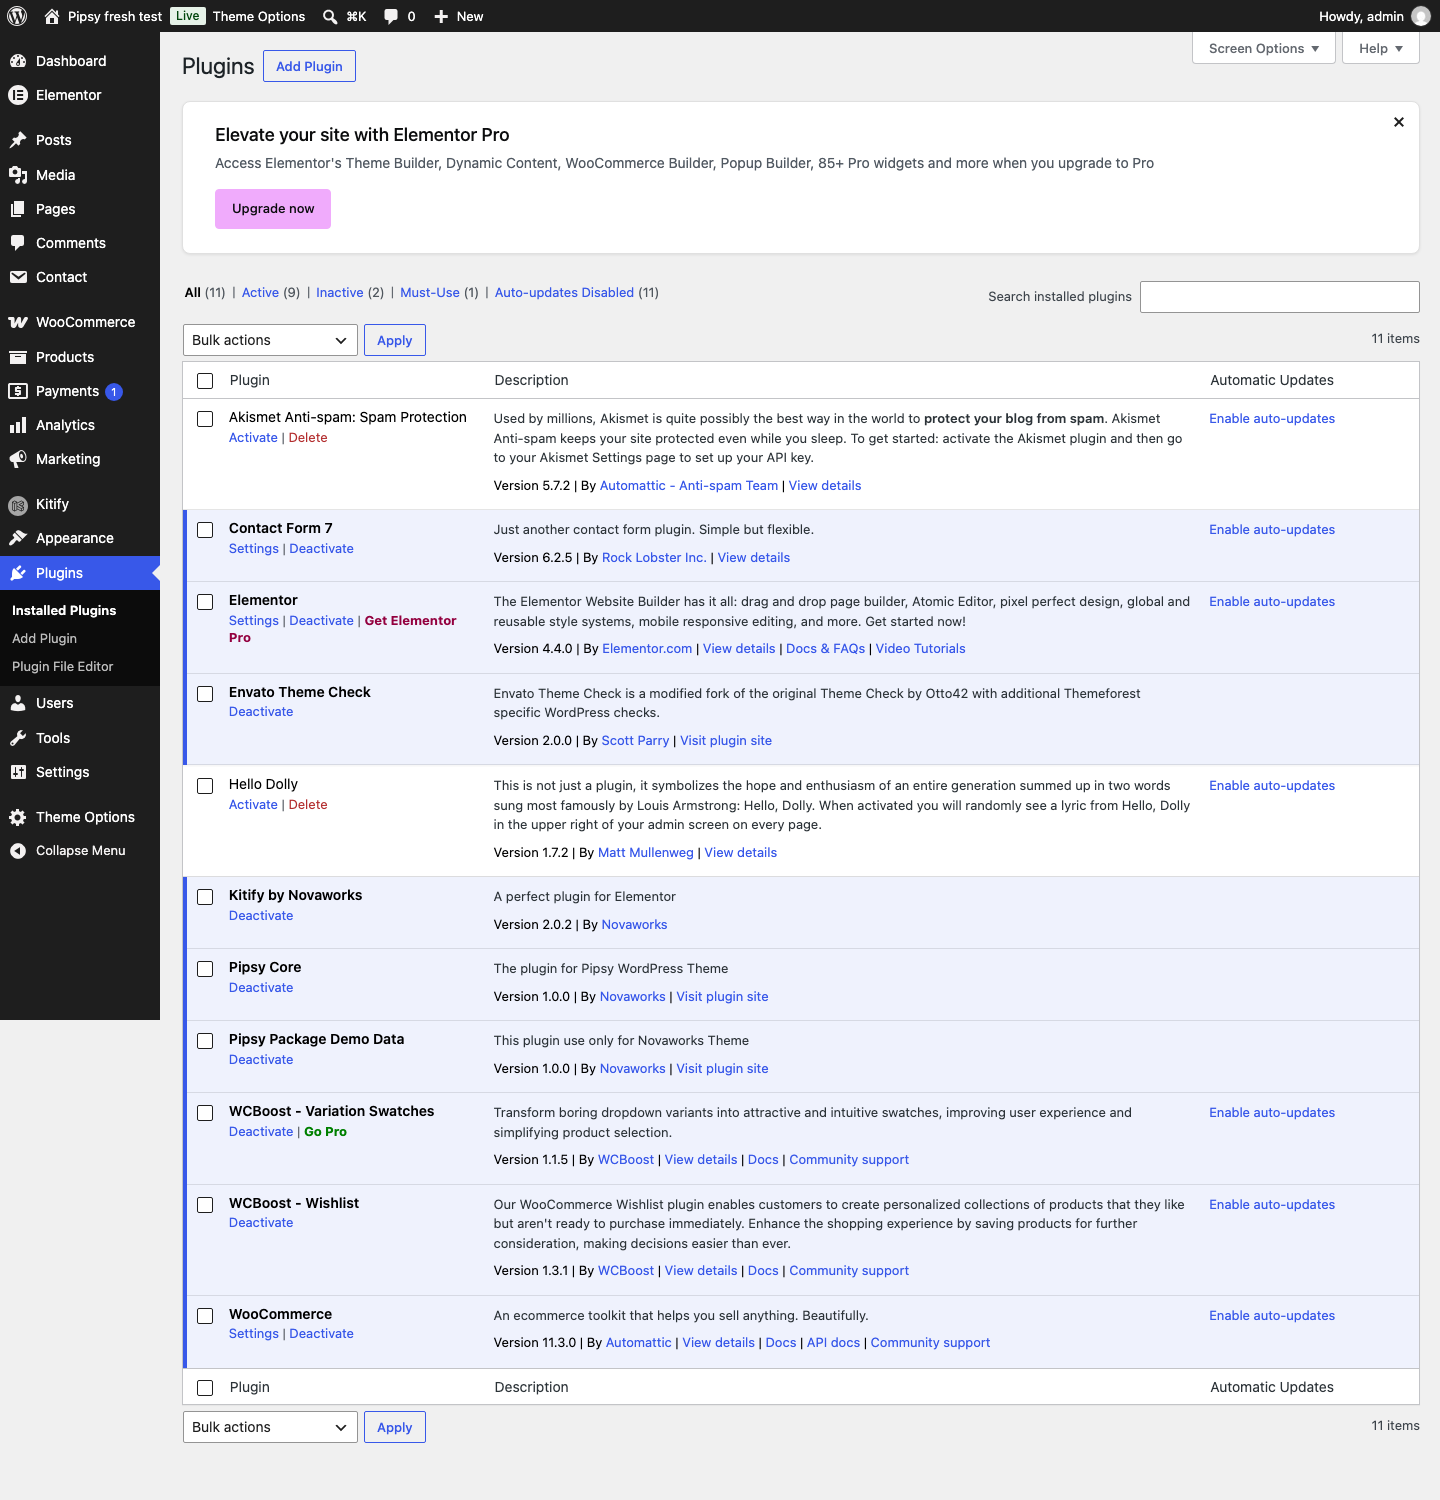 Pipsy fresh test Live Theme Options ⌘K 0 New Howdy, admin
Dashboard
Elementor
Posts
Media
Pages
Comments
Contact
WooCommerce
Products
Payments 1
Analytics
Marketing
Kitify
Appearance
Plugins
Installed Plugins
Add Plugin
Plugin File Editor
Users
Tools
Settings
Theme Options
Collapse Menu
Screen Options Help
Plugins Add Plugin
Elevate your site with Elementor Pro
Access Elementor's Theme Builder, Dynamic Content, WooCommerce Builder, Popup Builder, 85+ Pro widgets and more when you upgrade to Pro
Upgrade now
All (11) | Active (9) | Inactive (2) | Must-Use (1) | Auto-updates Disabled (11)
Search installed plugins
Bulk actions Apply 11 items
Plugin Description Automatic Updates
Akismet Anti-spam: Spam Protection
Activate | Delete
Used by millions, Akismet is quite possibly the best way in the world to protect your blog from spam. Akismet
Anti-spam keeps your site protected even while you sleep. To get started: activate the Akismet plugin and then go
to your Akismet Settings page to set up your API key.
Version 5.7.2 | By Automattic - Anti-spam Team | View details
Enable auto-updates
Contact Form 7
Settings | Deactivate
Just another contact form plugin. Simple but flexible.
Version 6.2.5 | By Rock Lobster Inc. | View details
Enable auto-updates
Elementor
Settings | Deactivate | Get Elementor
Pro
The Elementor Website Builder has it all: drag and drop page builder, Atomic Editor, pixel perfect design, global and
reusable style systems, mobile responsive editing, and more. Get started now!
Version 4.4.0 | By Elementor.com | View details | Docs & FAQs | Video Tutorials
Enable auto-updates
Envato Theme Check
Deactivate
Envato Theme Check is a modified fork of the original Theme Check by Otto42 with additional Themeforest
specific WordPress checks.
Version 2.0.0 | By Scott Parry | Visit plugin site
Hello Dolly
Activate | Delete
This is not just a plugin, it symbolizes the hope and enthusiasm of an entire generation summed up in two words
sung most famously by Louis Armstrong: Hello, Dolly. When activated you will randomly see a lyric from Hello, Dolly
in the upper right of your admin screen on every page.
Version 1.7.2 | By Matt Mullenweg | View details
Enable auto-updates
Kitify by Novaworks
Deactivate
A perfect plugin for Elementor
Version 2.0.2 | By Novaworks
Pipsy Core
Deactivate
The plugin for Pipsy WordPress Theme
Version 1.0.0 | By Novaworks | Visit plugin site
Pipsy Package Demo Data
Deactivate
This plugin use only for Novaworks Theme
Version 1.0.0 | By Novaworks | Visit plugin site
WCBoost - Variation Swatches
Deactivate | Go Pro
Transform boring dropdown variants into attractive and intuitive swatches, improving user experience and
simplifying product selection.
Version 1.1.5 | By WCBoost | View details | Docs | Community support
Enable auto-updates
WCBoost - Wishlist
Deactivate
Our WooCommerce Wishlist plugin enables customers to create personalized collections of products that they like
but aren't ready to purchase immediately. Enhance the shopping experience by saving products for further
consideration, making decisions easier than ever.
Version 1.3.1 | By WCBoost | View details | Docs | Community support
Enable auto-updates
WooCommerce
Settings | Deactivate
An ecommerce toolkit that helps you sell anything. Beautifully.
Version 11.3.0 | By Automattic | View details | Docs | API docs | Community support
Enable auto-updates
Plugin Description Automatic Updates
Bulk actions Apply 11 items